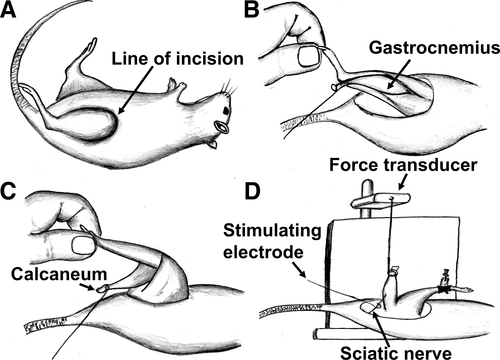 A
Line of incision
B
Gastrocnemius
C
Calcaneum
D
Force transducer
Stimulating
electrode
Sciatic nerve